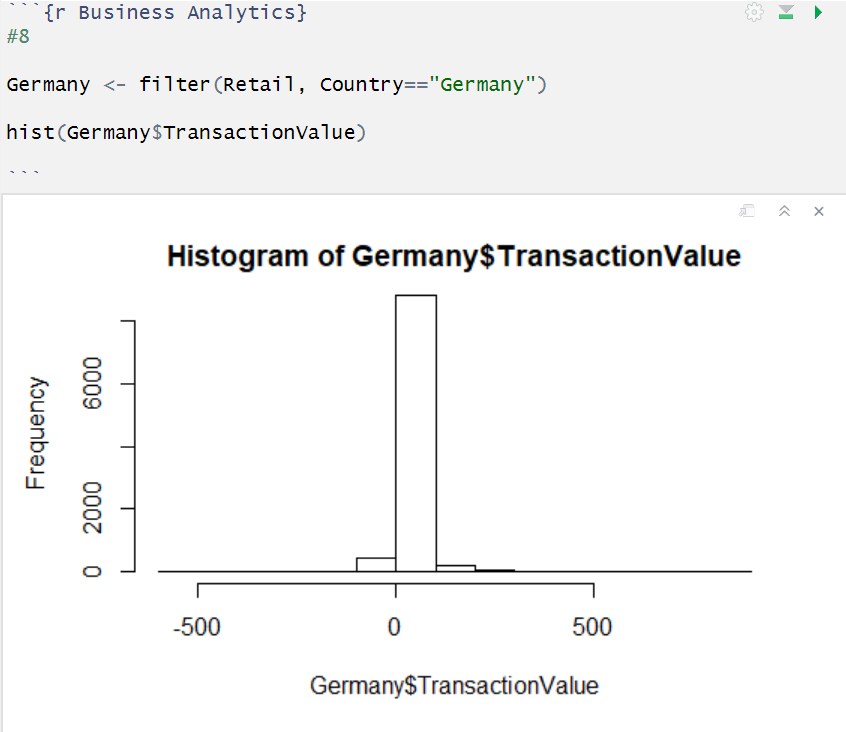 ```{r Business Analytics}
#8
Germany <- filter(Retail, Country=="Germany")
hist(Germany$TransactionValue)
```
Histogram of Germany$TransactionValue
Frequency
6000
2000
0
-500 0 500
Germany$TransactionValue